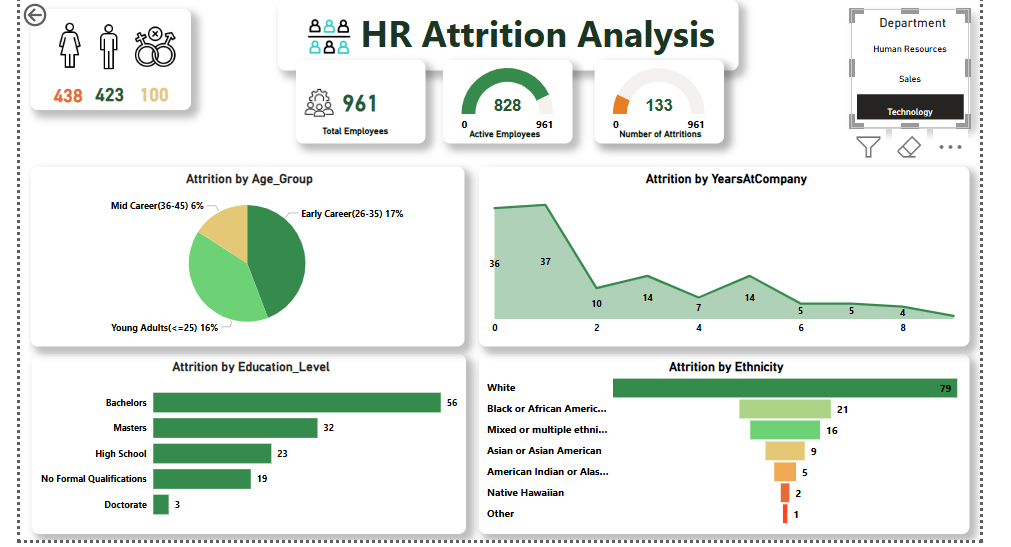 HR Attrition Analysis
438 423 100
961
Total Employees
828
0 961
Active Employees
133
0 961
Number of Attritions
Department
Human Resources
Sales
Technology
Attrition by Age_Group
Mid Career(36-45) 6%
Early Career(26-35) 17%
Young Adults(<=25) 16%
Attrition by YearsAtCompany
36
37
10
14
7
14
5
5
4
0 2 4 6 8
Attrition by Education_Level
Bachelors 56
Masters 32
High School 23
No Formal Qualifications 19
Doctorate 3
Attrition by Ethnicity
White 79
Black or African Americ... 21
Mixed or multiple ethni... 16
Asian or Asian American 9
American Indian or Alas... 5
Native Hawaiian 2
Other 1